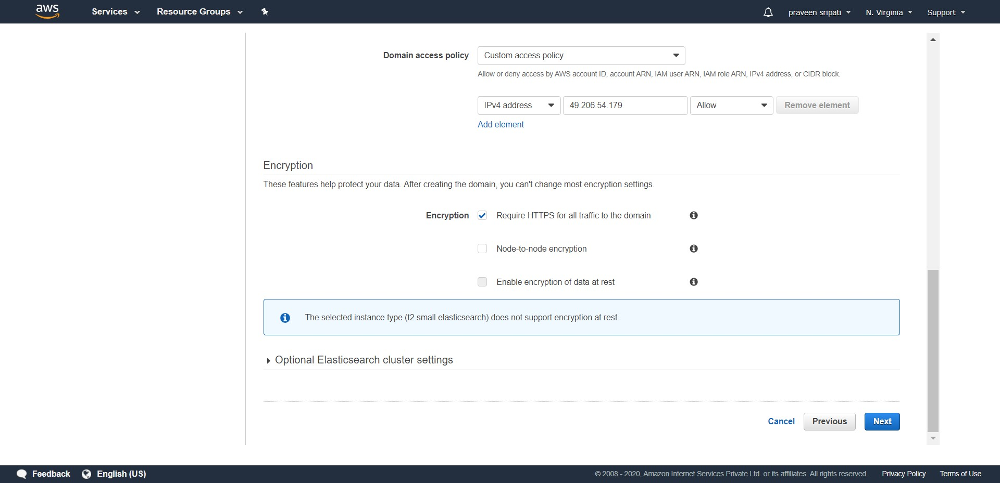 aws Services Resource Groups praveen sripati N. Virginia Support
Domain access policy Custom access policy
Allow or deny access by AWS account ID, account ARN, IAM user ARN, IAM role ARN, IPv4 address, or CIDR block.
IPv4 address 49.206.54.179 Allow Remove element
Add element
Encryption
These features help protect your data. After creating the domain, you can't change most encryption settings.
Encryption Require HTTPS for all traffic to the domain
Node-to-node encryption
Enable encryption of data at rest
The selected instance type (t2.small.elasticsearch) does not support encryption at rest.
Optional Elasticsearch cluster settings
Cancel Previous Next
Feedback English (US) © 2008 - 2020, Amazon Internet Services Private Ltd. or its affiliates. All rights reserved. Privacy Policy Terms of Use